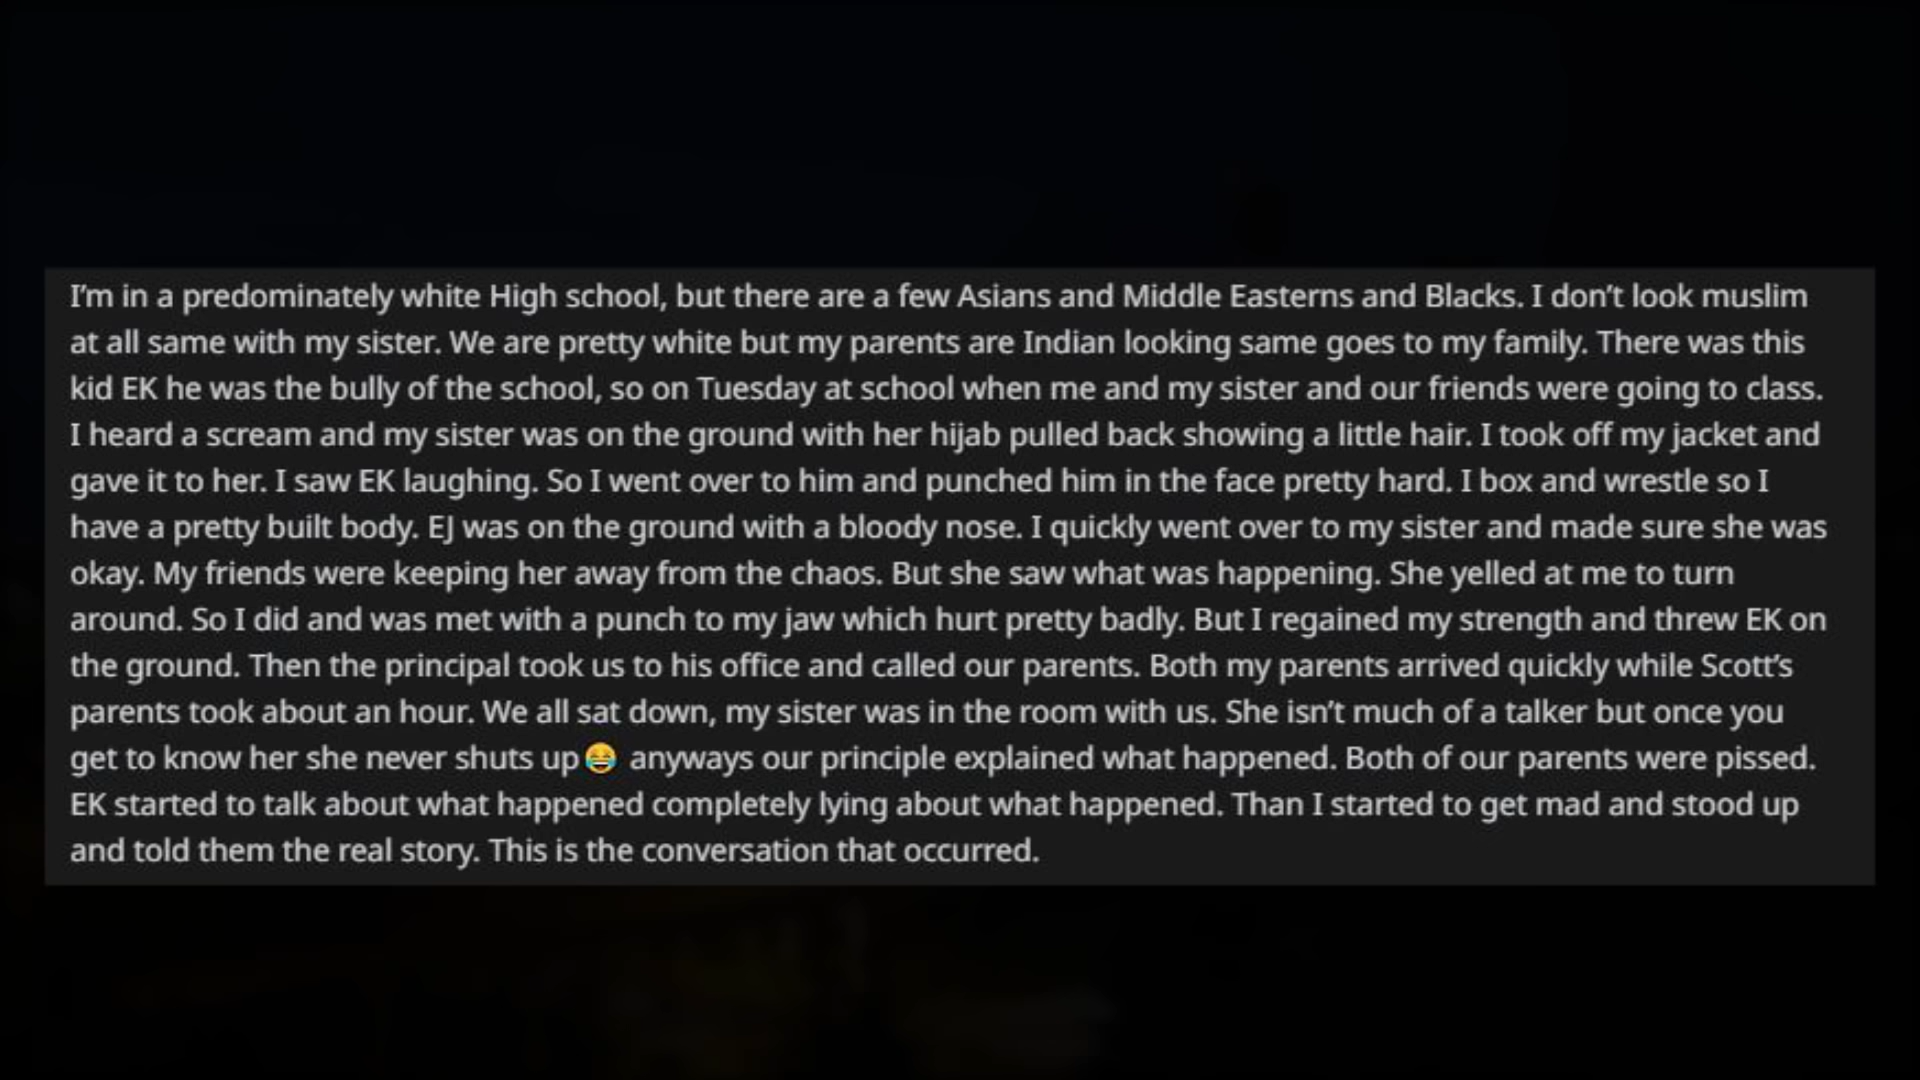 I’m in a predominately white High school, but there are a few Asians and Middle Easterns and Blacks. I don’t look muslim
at all same with my sister. We are pretty white but my parents are Indian looking same goes to my family. There was this
kid EK he was the bully of the school, so on Tuesday at school when me and my sister and our friends were going to class.
I heard a scream and my sister was on the ground with her hijab pulled back showing a little hair. I took off my jacket and
gave it to her. I saw EK laughing. So I went over to him and punched him in the face pretty hard. I box and wrestle so I
have a pretty built body. EJ was on the ground with a bloody nose. I quickly went over to my sister and made sure she was
okay. My friends were keeping her away from the chaos. But she saw what was happening. She yelled at me to turn
around. So I did and was met with a punch to my jaw which hurt pretty badly. But I regained my strength and threw EK on
the ground. Then the principal took us to his office and called our parents. Both my parents arrived quickly while Scott’s
parents took about an hour. We all sat down, my sister was in the room with us. She isn’t much of a talker but once you
get to know her she never shuts up😂 anyways our principle explained what happened. Both of our parents were pissed.
EK started to talk about what happened completely lying about what happened. Than I started to get mad and stood up
and told them the real story. This is the conversation that occurred.